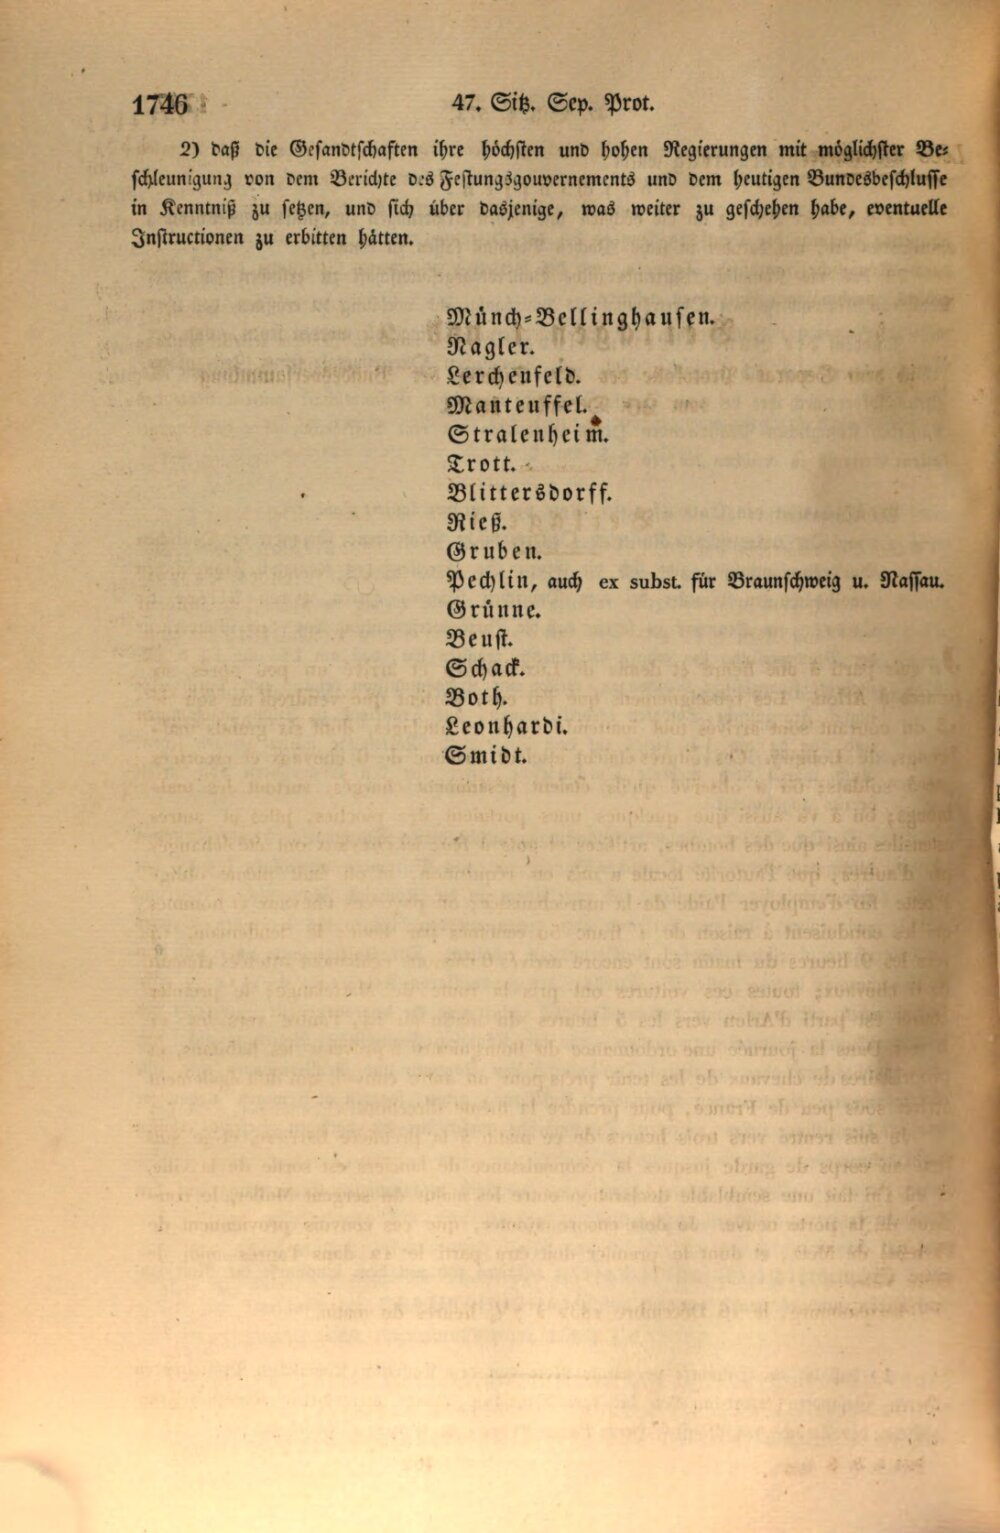 1746
47. Sitz. Sep. Prot.
2) daß die Gesandtschaften ihre höchsten und hohen Regierungen mit möglichster Be-
schleunigung von dem Berichte des Festungsgouvernements und dem heutigen Bundesbeschlusse
in Kenntniß zu setzen, und sich über dasjenige, was weiter zu geschehen habe, eventuelle
Instructionen zu erbitten hätten.
Münch-Bellinghausen.
Nagler.
Lerchenfeld.
Manteuffel.
Stralenheim.
Trott.
Blittersdorff.
Rieß.
Gruben.
Pechlin, auch ex subst. für Braunschweig u. Nassau.
Grünne.
Beust.
Schack.
Both.
Leonhardi.
Smidt.